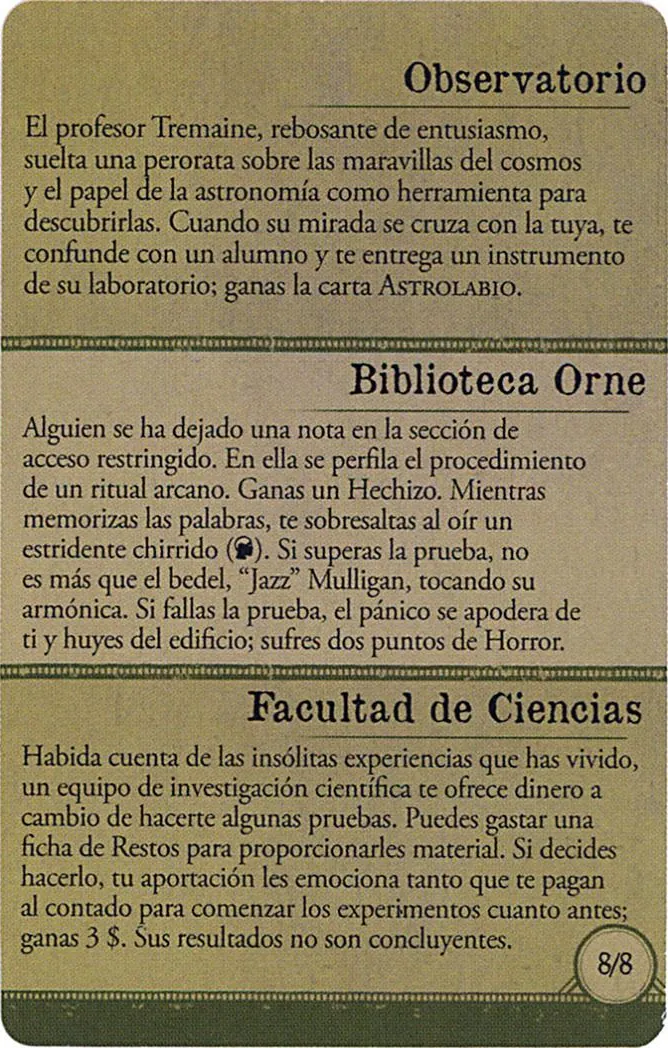 Observatorio
El profesor Tremaine, rebosante de entusiasmo,
suelta una perorata sobre las maravillas del cosmos
y el papel de la astronomía como herramienta para
descubrirlas. Cuando su mirada se cruza con la tuya, te
confunde con un alumno y te entrega un instrumento
de su laboratorio; ganas la carta ASTROLABIO.
Biblioteca Orne
Alguien se ha dejado una nota en la sección de
acceso restringido. En ella se perfila el procedimiento
de un ritual arcano. Ganas un Hechizo. Mientras
memorizas las palabras, te sobresaltas al oír un
estridente chirrido (). Si superas la prueba, no
es más que el bedel, “Jazz” Mulligan, tocando su
armónica. Si fallas la prueba, el pánico se apodera de
ti y huyes del edificio; sufres dos puntos de Horror.
Facultad de Ciencias
Habida cuenta de las insólitas experiencias que has vivido,
un equipo de investigación científica te ofrece dinero a
cambio de hacerte algunas pruebas. Puedes gastar una
ficha de Restos para proporcionarles material. Si decides
hacerlo, tu aportación les emociona tanto que te pagan
al contado para comenzar los experimentos cuanto antes;
ganas 3 $. Sus resultados no son concluyentes.
8/8